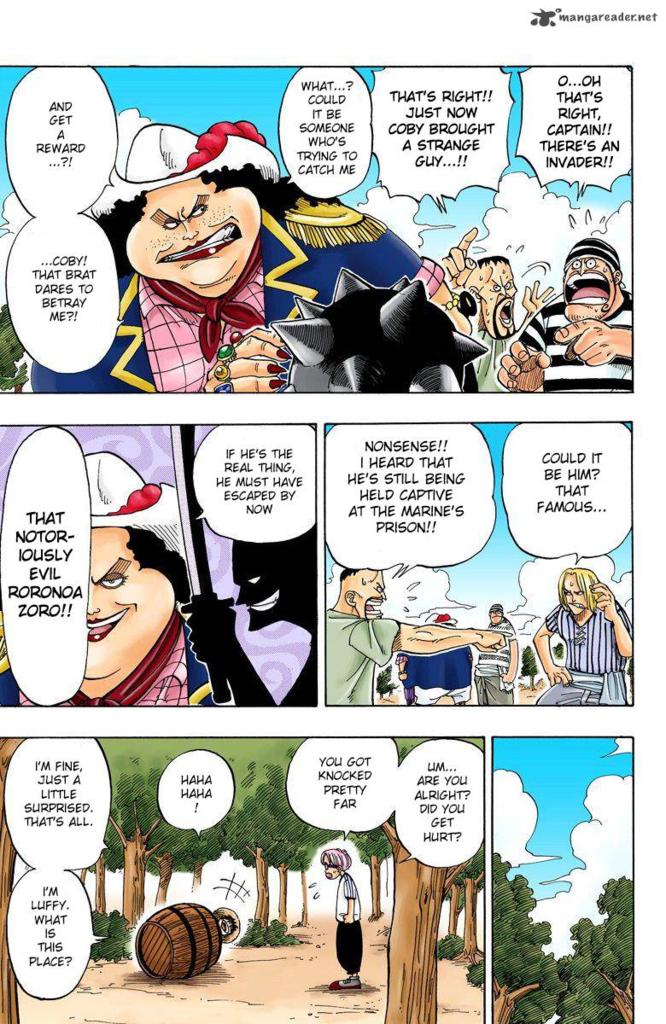 mangareader.net
O...OH
THAT'S
RIGHT,
CAPTAIN!!
THERE'S AN
INVADER!!
THAT'S RIGHT!!
JUST NOW
COBY BROUGHT
A STRANGE
GUY...!!
WHAT...?
COULD IT
BE
SOMEONE
WHO'S
TRYING TO
CATCH ME
AND
GET
A
REWARD
...?!
...COBY!
THAT BRAT
DARES TO
BETRAY
ME?!
COULD IT
BE HIM?
THAT
FAMOUS...
NONSENSE!!
I HEARD THAT
HE'S STILL BEING
HELD CAPTIVE
AT THE MARINE'S
PRISON!!
IF HE'S THE
REAL THING,
HE MUST HAVE
ESCAPED BY
NOW
THAT
NOTOR-
IOUSLY
EVIL
RORONOA
ZORO!!
UM...
ARE YOU
ALRIGHT?
DID YOU
GET
HURT?
YOU GOT
KNOCKED
PRETTY
FAR
HAHA
HAHA
!
I'M FINE,
JUST A
LITTLE
SURPRISED.
THAT'S ALL.
I'M
LUFFY.
WHAT
IS
THIS
PLACE?